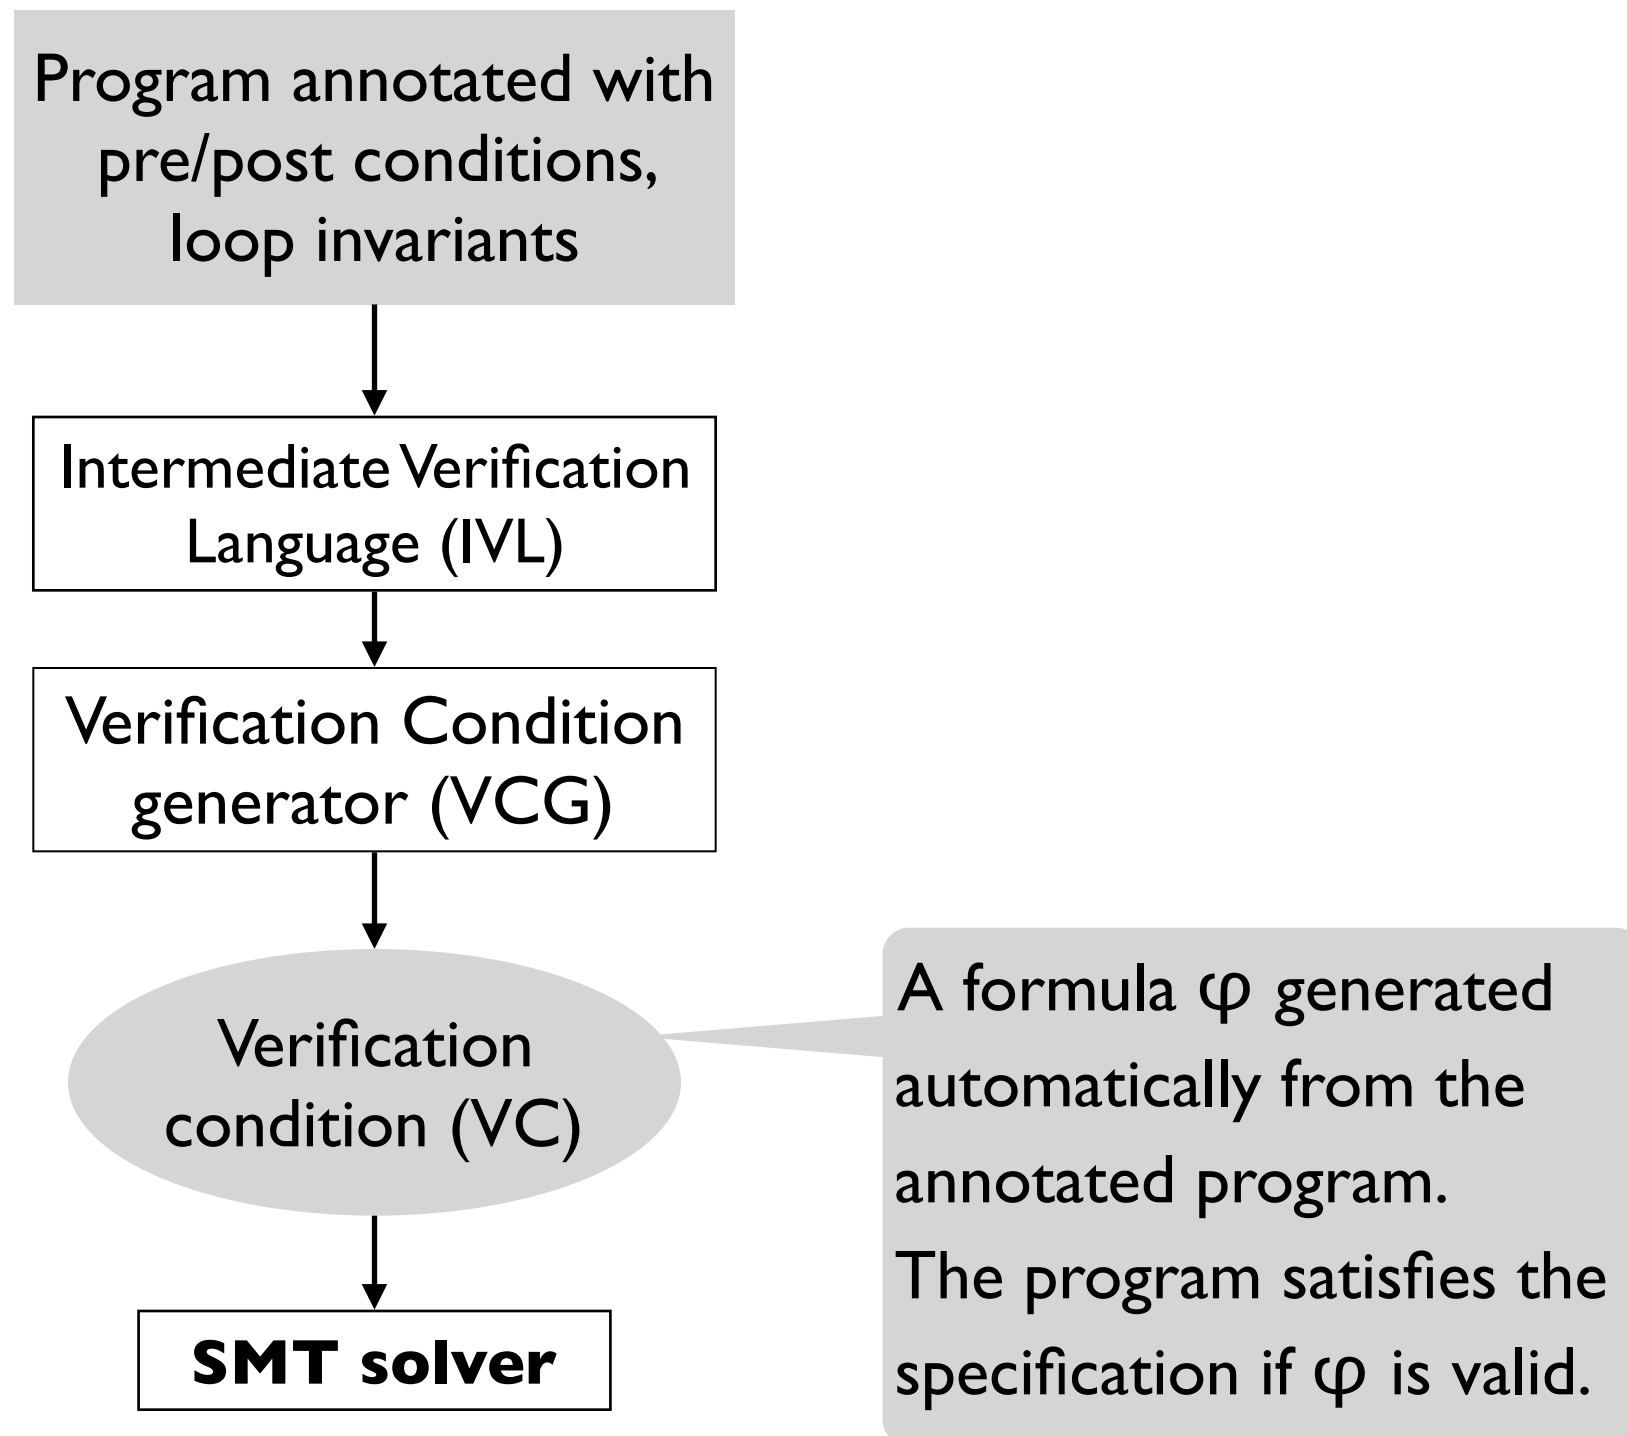 Program annotated with
pre/post conditions,
loop invariants
Intermediate Verification
Language (IVL)
Verification Condition
generator (VCG)
Verification
condition (VC)
A formula φ generated
automatically from the
annotated program.
The program satisfies the
specification if φ is valid.
SMT solver